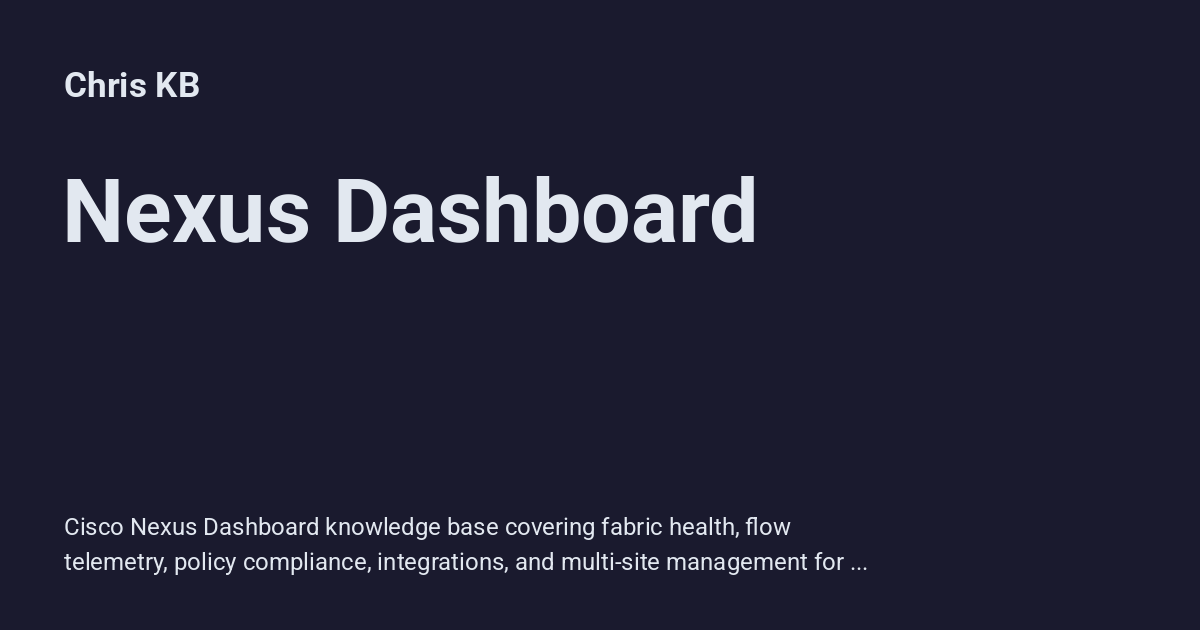 Chris KB
Nexus Dashboard
Cisco Nexus Dashboard knowledge base covering fabric health, flow
telemetry, policy compliance, integrations, and multi-site management for ...